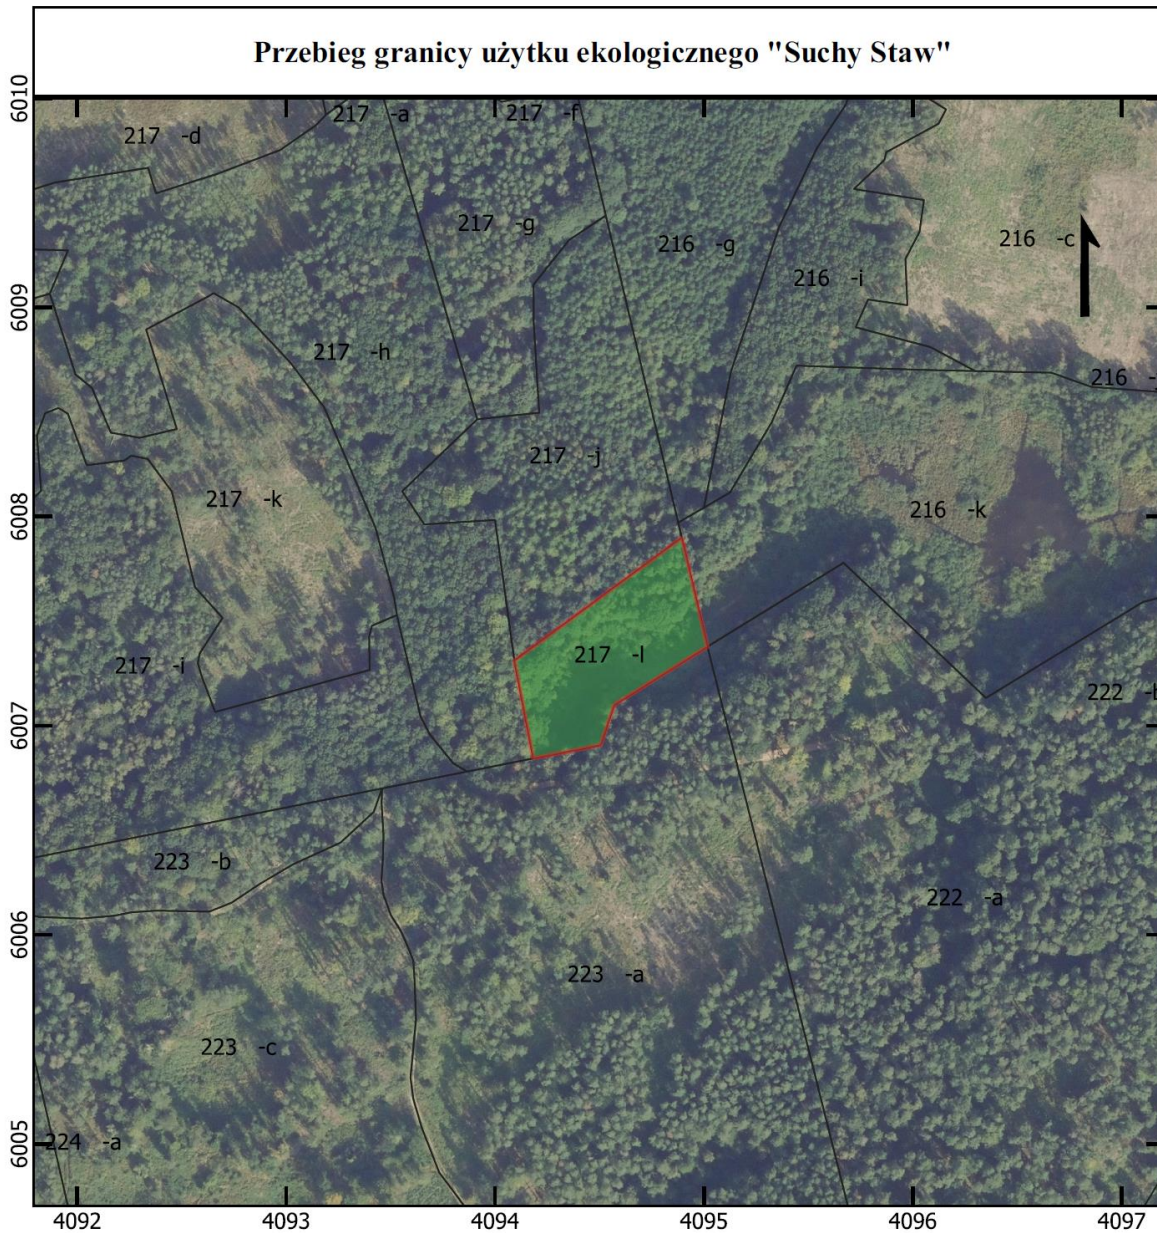 Przebieg granicy użytku ekologicznego "Suchy Staw"
6010
217 -a
217 -f
217 -d
217 -g
216 -g
216 -c
216 -i
6009
217 -h
216 -
217 -j
217 -k
216 -k
6008
217 -l
217 -i
222 -b
6007
223 -b
222 -a
6006
223 -a
223 -c
224 -a
6005
4092 4093 4094 4095 4096 4097